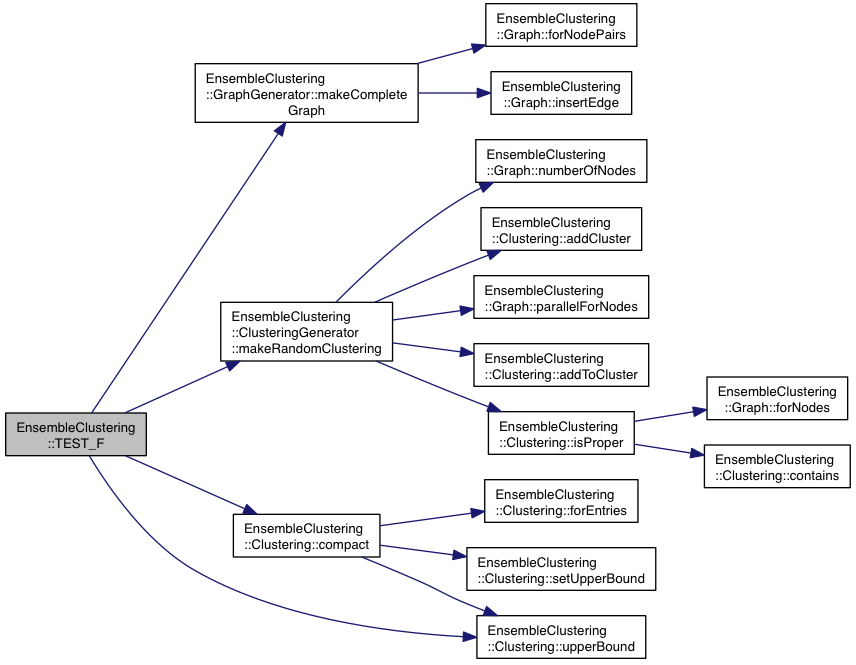 EnsembleClustering
::Graph::forNodePairs
EnsembleClustering
::GraphGenerator::makeComplete
Graph
EnsembleClustering
::Graph::insertEdge
EnsembleClustering
::Graph::numberOfNodes
EnsembleClustering
::Clustering::addCluster
EnsembleClustering
::Graph::parallelForNodes
EnsembleClustering
::ClusteringGenerator
::makeRandomClustering
EnsembleClustering
::Clustering::addToCluster
EnsembleClustering
::Graph::forNodes
EnsembleClustering
::TEST_F
EnsembleClustering
::Clustering::isProper
EnsembleClustering
::Clustering::contains
EnsembleClustering
::Clustering::forEntries
EnsembleClustering
::Clustering::compact
EnsembleClustering
::Clustering::setUpperBound
EnsembleClustering
::Clustering::upperBound